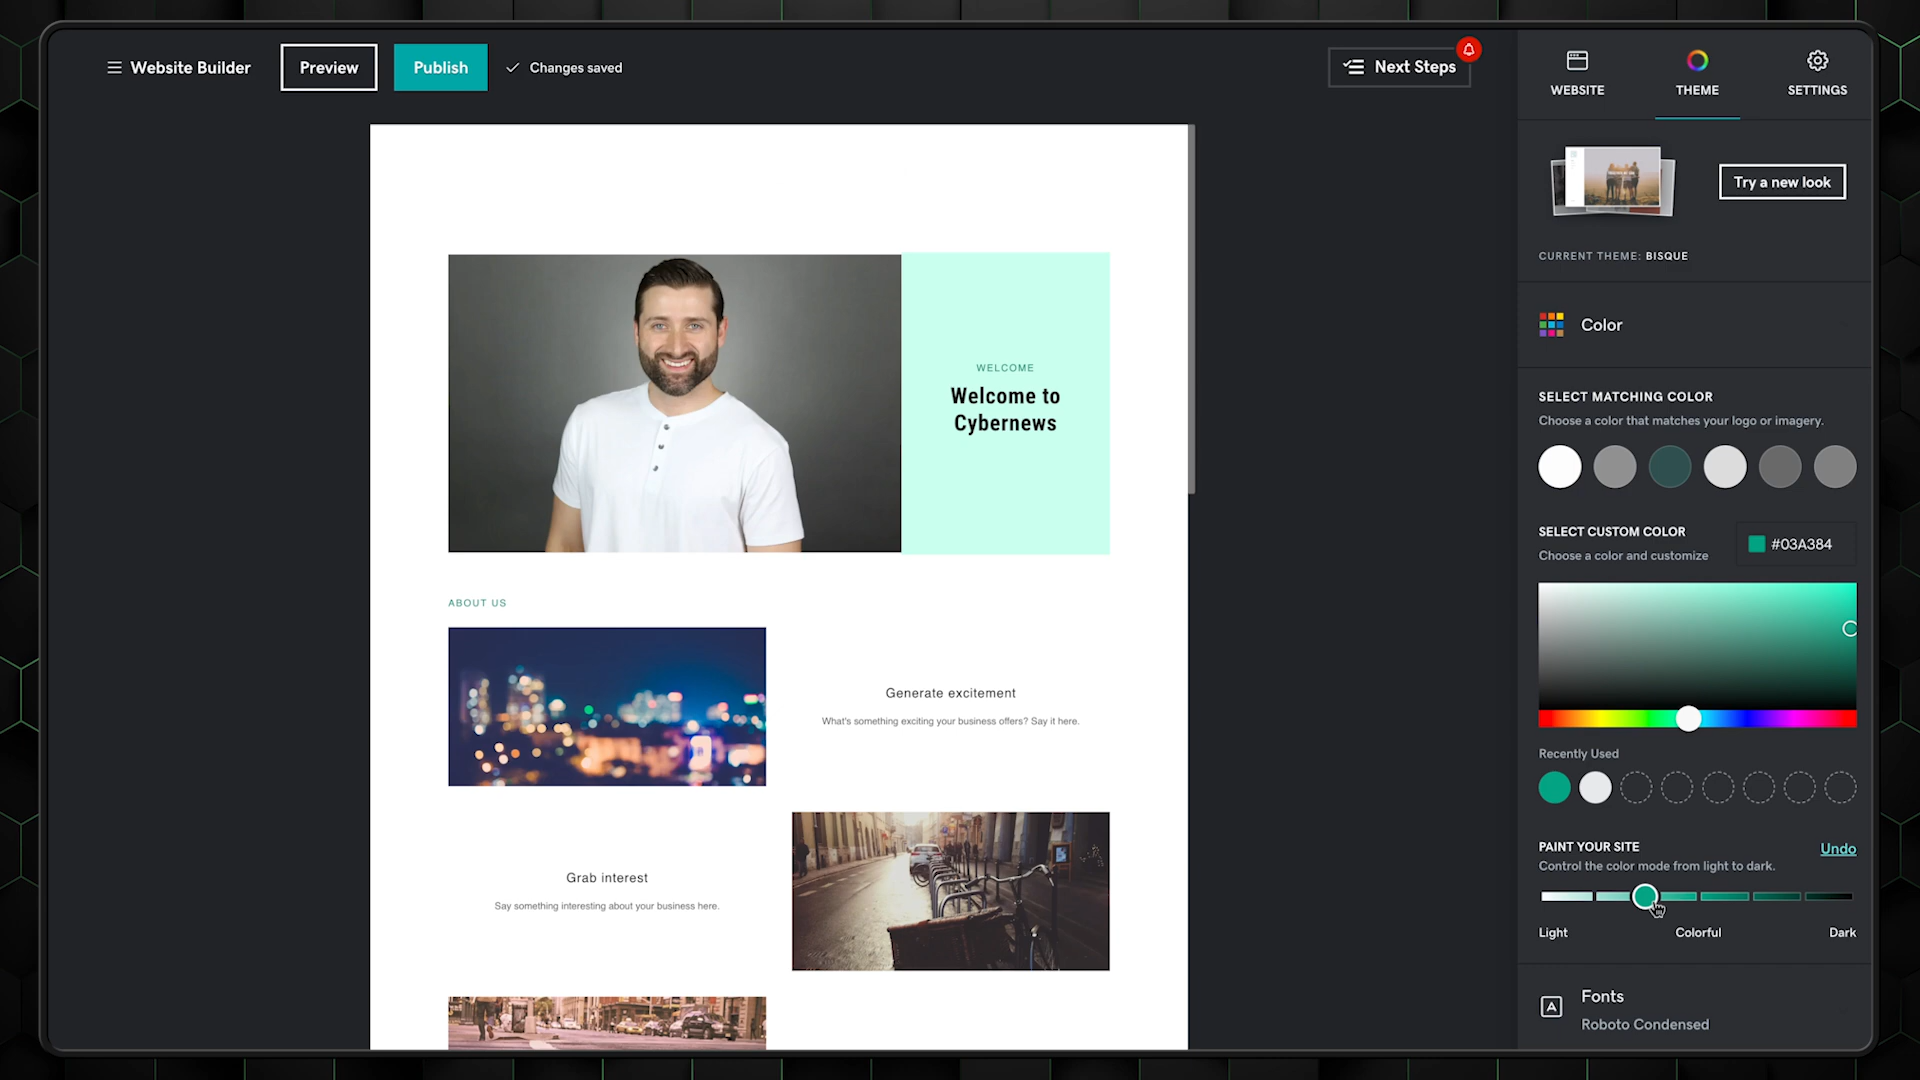 Website Builder
Preview
Publish
Changes saved
Next Steps
WEBSITE
THEME
SETTINGS
Try a new look
CURRENT THEME: BISQUE
Color
SELECT MATCHING COLOR
Choose a color that matches your logo or imagery.
SELECT CUSTOM COLOR
Choose a color and customize
#03A384
Recently Used
PAINT YOUR SITE
Undo
Control the color mode from light to dark.
Light
Colorful
Dark
Fonts
Roboto Condensed
WELCOME
Welcome to
Cybernews
ABOUT US
Generate excitement
What's something exciting your business offers? Say it here.
Grab interest
Say something interesting about your business here.